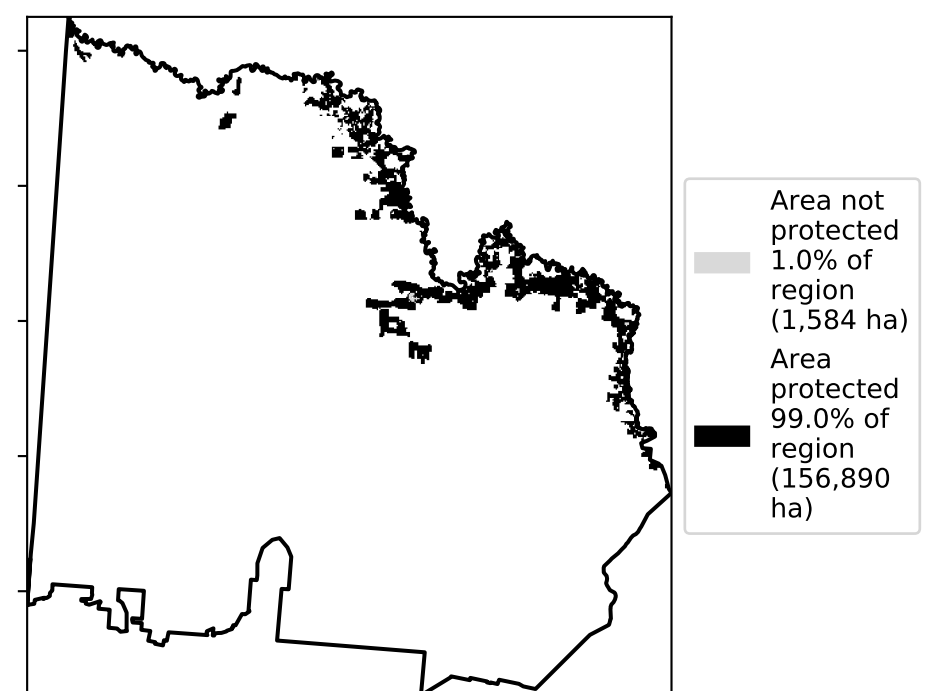 Area not
protected
1.0% of
region
(1,584 ha)
Area
protected
99.0% of
region
(156,890
ha)